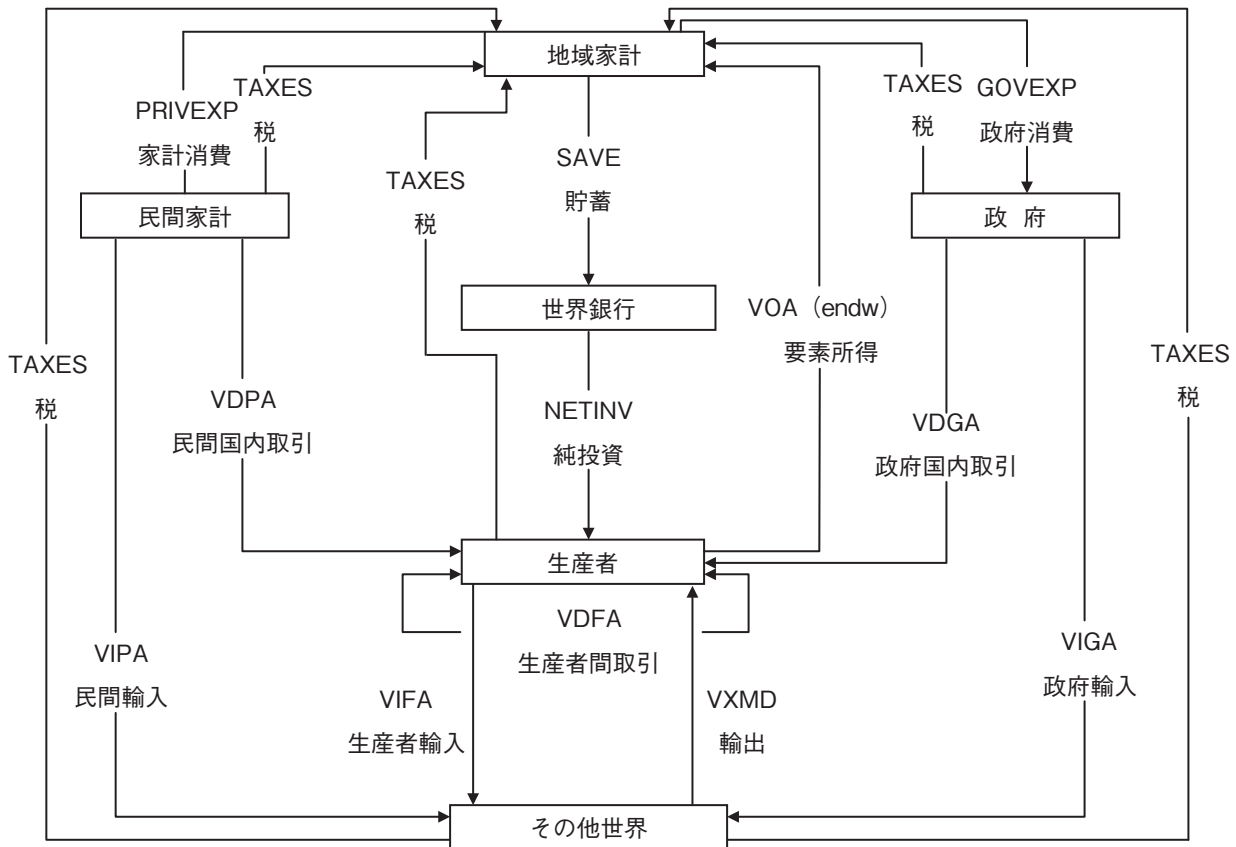 地域家計
TAXES
税
PRIVEXP
家計消費
TAXES
税
GOVEXP
政府消費
SAVE
貯蓄
TAXES
税
民間家計
政 府
世界銀行
VOA（endw）
要素所得
TAXES
税
TAXES
税
VDPA
民間国内取引
NETINV
純投資
VDGA
政府国内取引
生産者
VDFA
生産者間取引
VIPA
民間輸入
VIFA
生産者輸入
VXMD
輸出
VIGA
政府輸入
その他世界